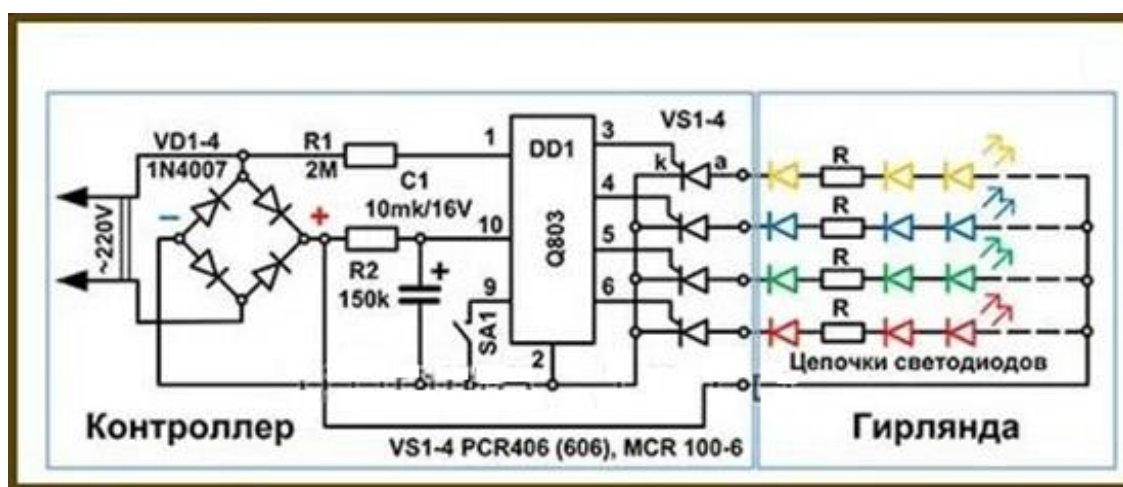 VD1-4
1N4007
R1
2M
C1
10mk/16V
1
DD1
Q803
3
VS1-4
k
a
4
~220V
−
+
10
R2
150k
+
9
SA1
5
6
2
R
R
R
R
Цепочки светодиодов
Контроллер
Гирлянда
VS1-4 PCR406 (606), MCR 100-6